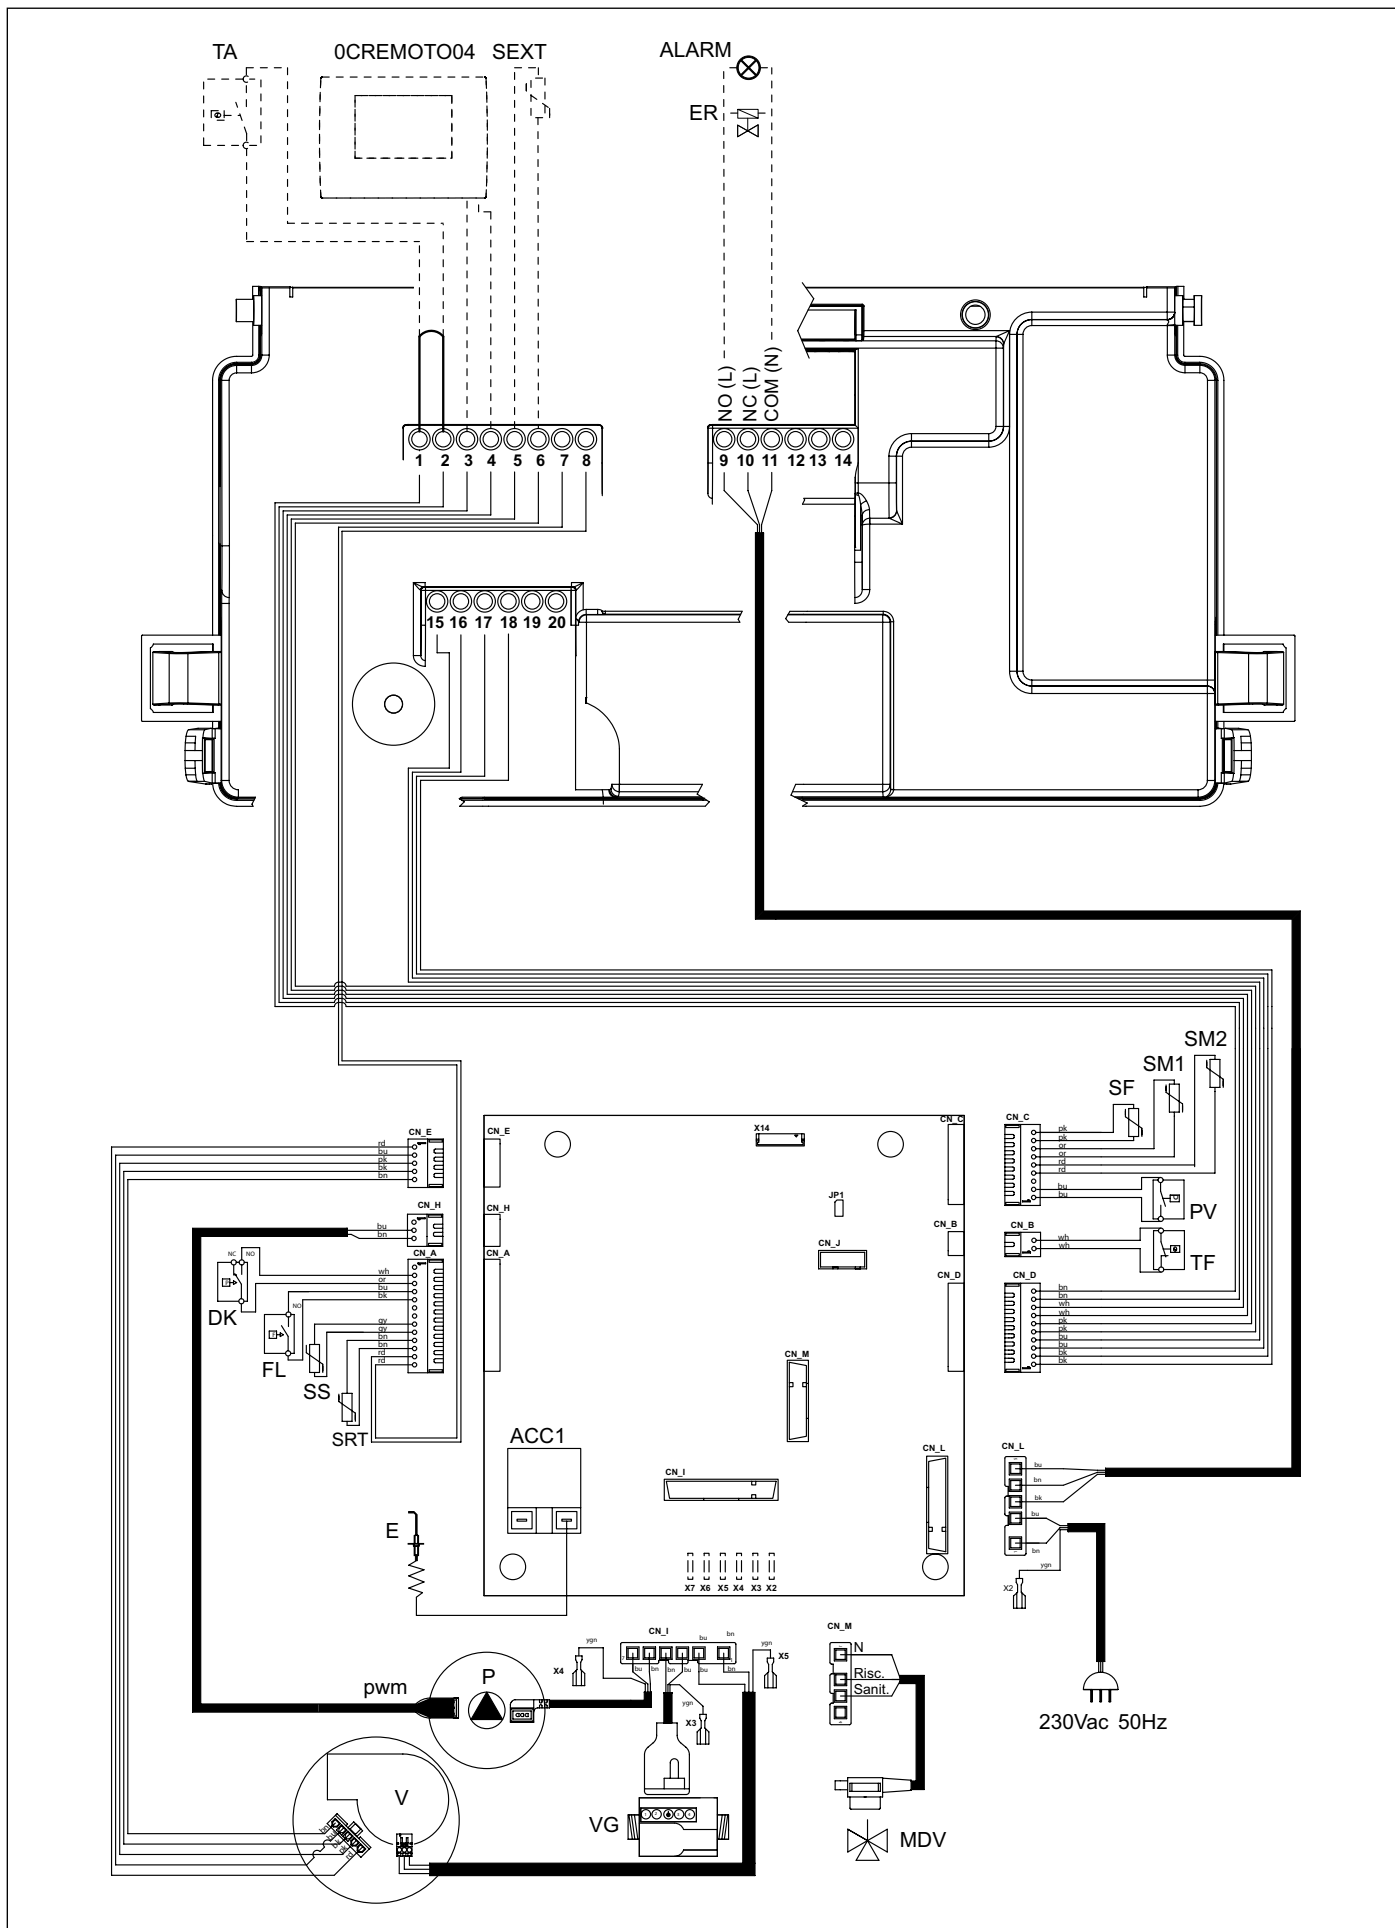 TA 0CREMOTO04 SEXT ALARM
ER
NO (L)
NC (L)
COM (N)
1 2 3 4 5 6 7 8 9 10 11 12 13 14
15 16 17 18 19 20
SM2
SM1
SF
CN_C
pk
pk
or
or
rd
rd
bu
bu
PV
CN_B
wh
wh
TF
CN_D
bn
bn
wh
wh
pk
pk
bu
bu
bk
bk
CN_E
rd
bu
pk
bk
bn
CN_H
bu
bn
CN_A
NC NO
wh
or
bu
bk
gy
gy
bn
bn
rd
rd
DK
NO
FL
SS
SRT
CN_E
CN_H
CN_A
X14
JP1
CN_J
CN_C
CN_B
CN_D
CN_M
CN_L
CN_I
ACC1
X7 X6 X5 X4 X3 X2
E
CN_L
bu
bn
bk
bu
bn
ygn
X2
230Vac 50Hz
CN_I
bu bn
ygn ygn
X4 X5
bu bn bn bu bu bn
ygn
X3
P
pwm
V
VG
CN_M
N
Risc.
Sanit.
MDV